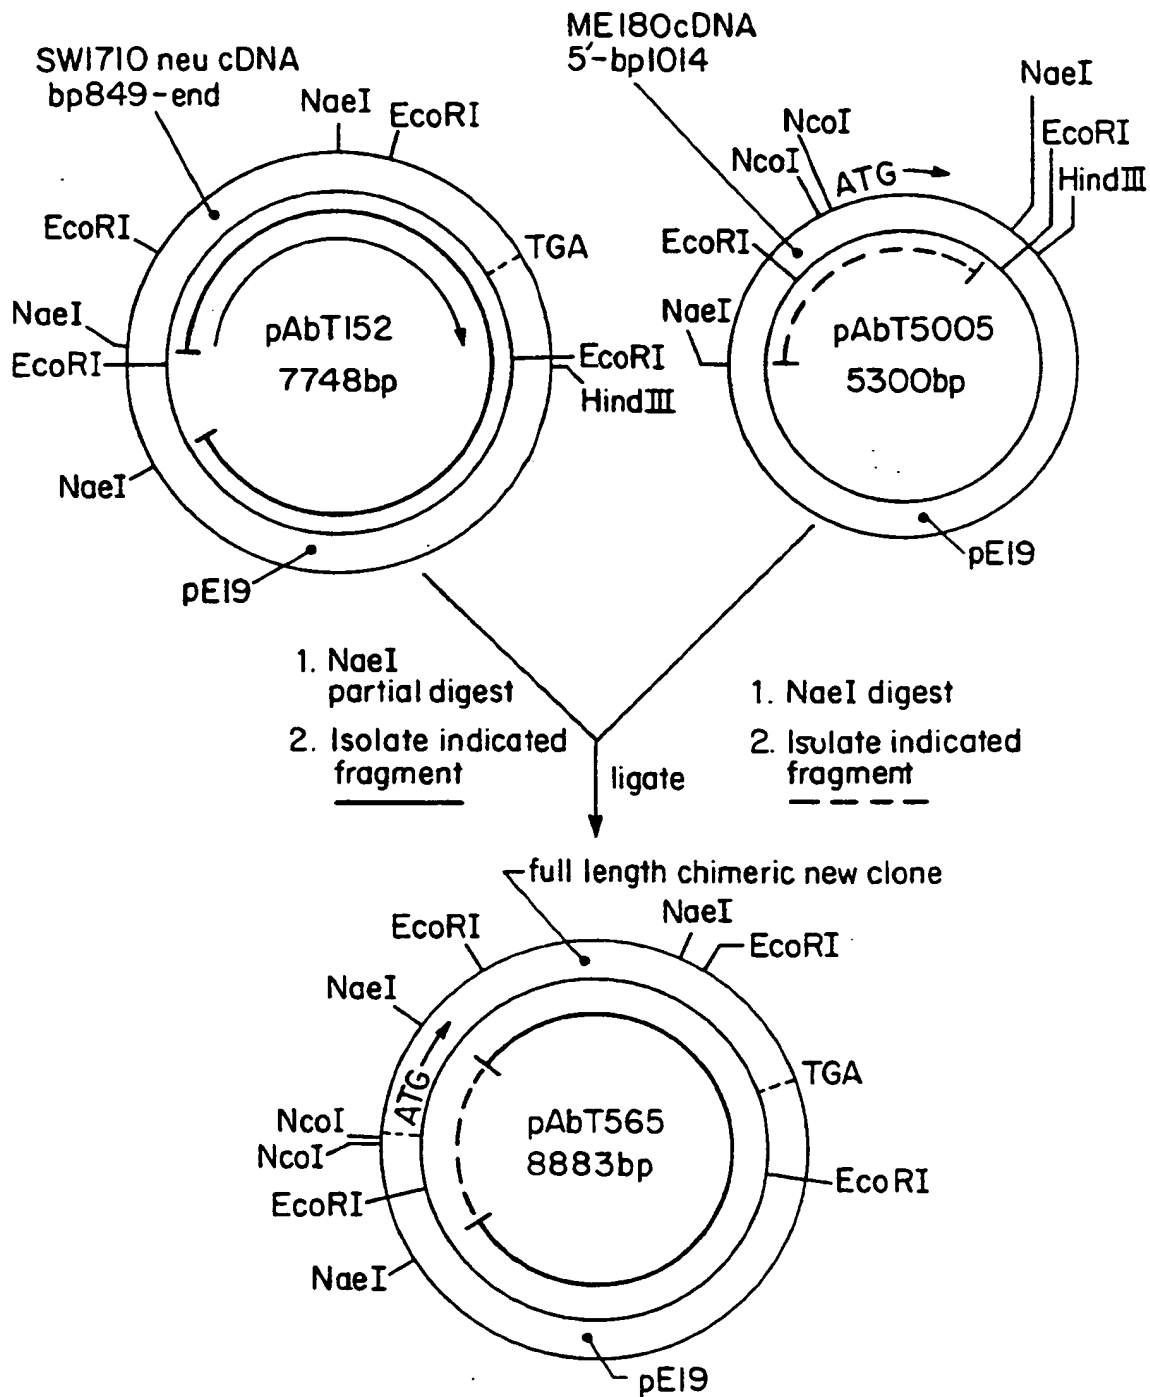 SW1710 neu cDNA
bp849-end
NaeI
EcoRI
EcoRI
NaeI
EcoRI
NaeI
TGA
EcoRI
HindIII
pAbT152
7748bp
pE19
ME180cDNA
5'-bp1014
NcoI
NcoI
ATG
NaeI
EcoRI
HindIII
EcoRI
NaeI
pAbT5005
5300bp
pE19
1. NaeI
partial digest
2. Isolate indicated
fragment
ligate
1. NaeI digest
2. Isulate indicated
fragment
full length chimeric new clone
EcoRI
NaeI
EcoRI
NaeI
ATG
TGA
NcoI
NcoI
EcoRI
NaeI
EcoRI
pAbT565
8883bp
pE19